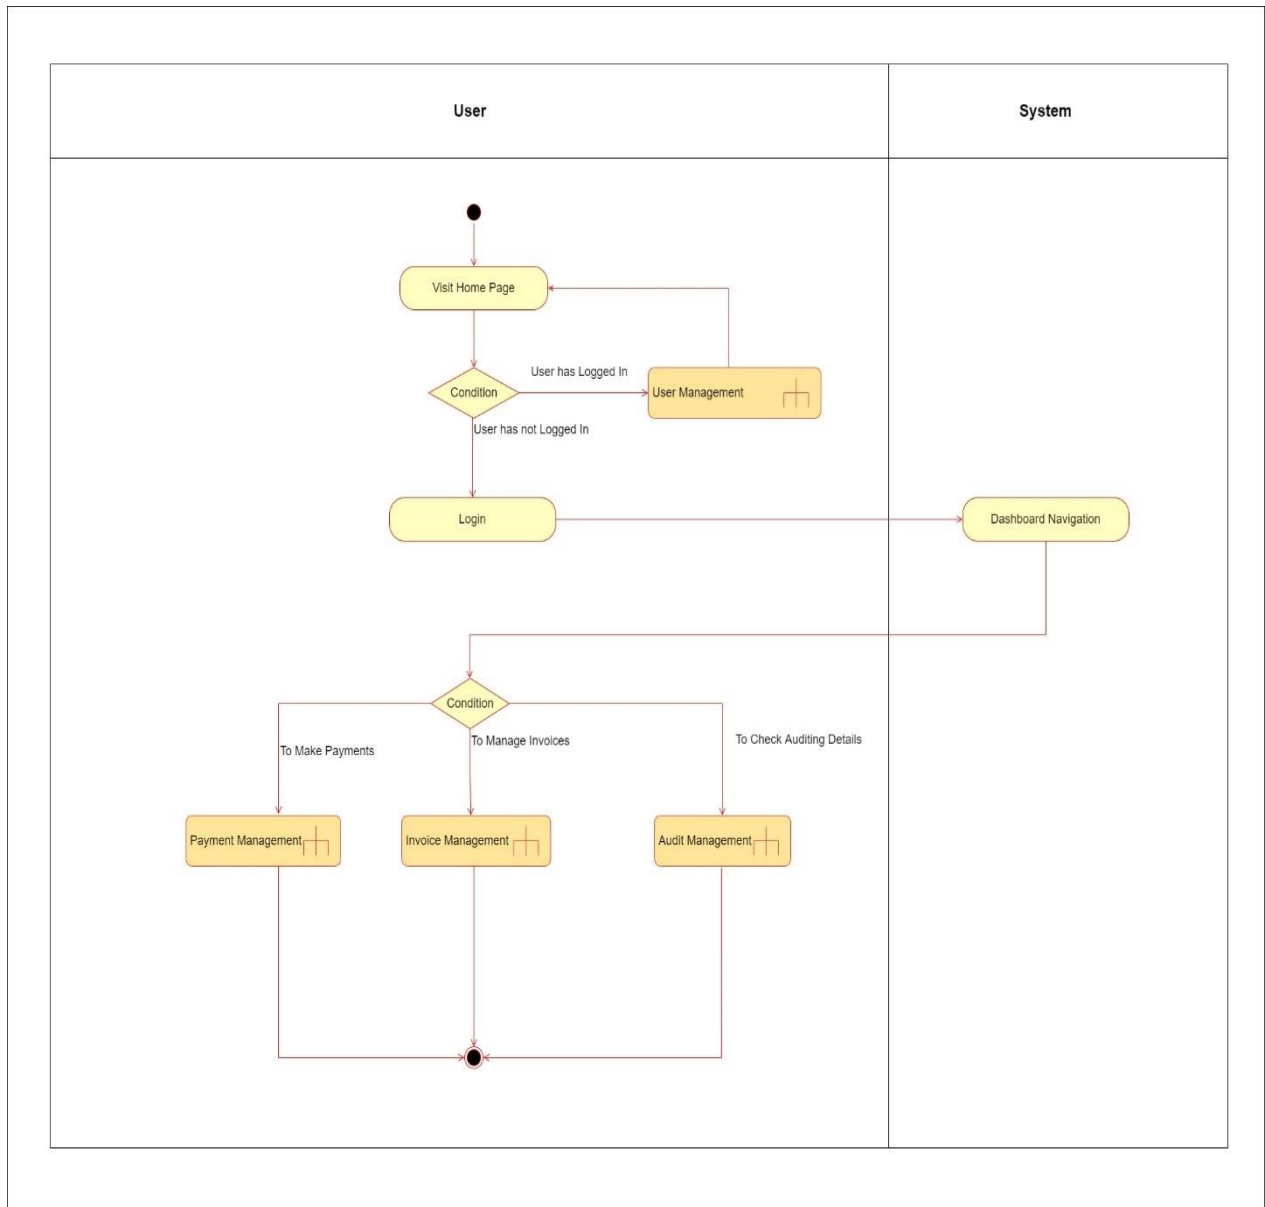 User
System
Visit Home Page
User has Logged In
Condition
User Management
User has not Logged In
Login
Dashboard Navigation
Condition
To Make Payments
To Manage Invoices
To Check Auditing Details
Payment Management
Invoice Management
Audit Management